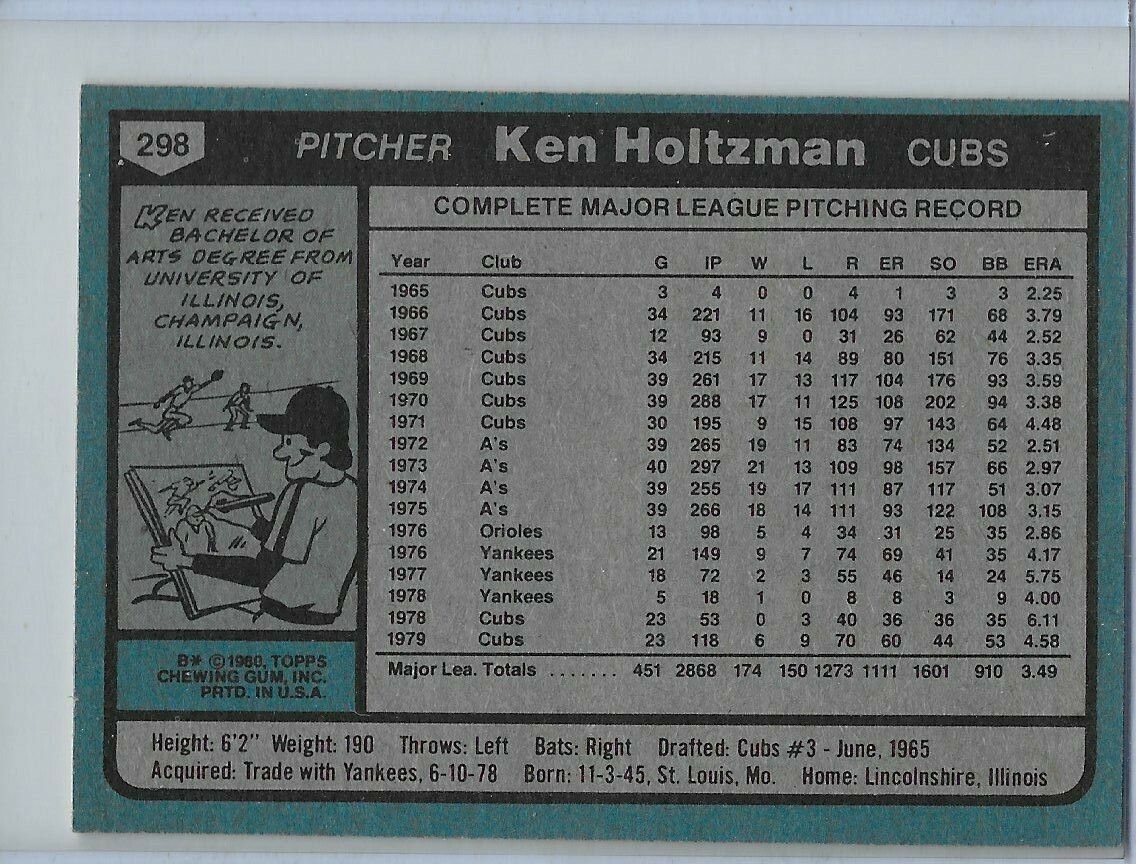 298 PITCHER Ken Holtzman CUBS
KEN RECEIVED
BACHELOR OF
ARTS DEGREE FROM
UNIVERSITY OF
ILLINOIS,
CHAMPAIGN,
ILLINOIS.
COMPLETE MAJOR LEAGUE PITCHING RECORD
Year Club G IP W L R ER SO BB ERA
1965 Cubs 3 4 0 0 4 1 3 3 2.25
1966 Cubs 34 221 11 16 104 93 171 68 3.79
1967 Cubs 12 93 9 0 31 26 62 44 2.52
1968 Cubs 34 215 11 14 89 80 151 76 3.35
1969 Cubs 39 261 17 13 117 104 176 93 3.59
1970 Cubs 39 288 17 11 125 108 202 94 3.38
1971 Cubs 30 195 9 15 108 97 143 64 4.48
1972 A's 39 265 19 11 83 74 134 52 2.51
1973 A's 40 297 21 13 109 98 157 66 2.97
1974 A's 39 255 19 17 111 87 117 51 3.07
1975 A's 39 266 18 14 111 93 122 108 3.15
1976 Orioles 13 98 5 4 34 31 25 35 2.86
1976 Yankees 21 149 9 7 74 69 41 35 4.17
1977 Yankees 18 72 2 3 55 46 14 24 5.75
1978 Yankees 5 18 1 0 8 8 3 9 4.00
1978 Cubs 23 53 0 3 40 36 36 35 6.11
1979 Cubs 23 118 6 9 70 60 44 53 4.58
Major Lea. Totals ....... 451 2868 174 150 1273 1111 1601 910 3.49
B* ©1980, TOPPS
CHEWING GUM, INC.
PRTD. IN U.S.A.
Height: 6'2" Weight: 190 Throws: Left Bats: Right Drafted: Cubs #3 - June, 1965
Acquired: Trade with Yankees, 6-10-78 Born: 11-3-45, St. Louis, Mo. Home: Lincolnshire, Illinois